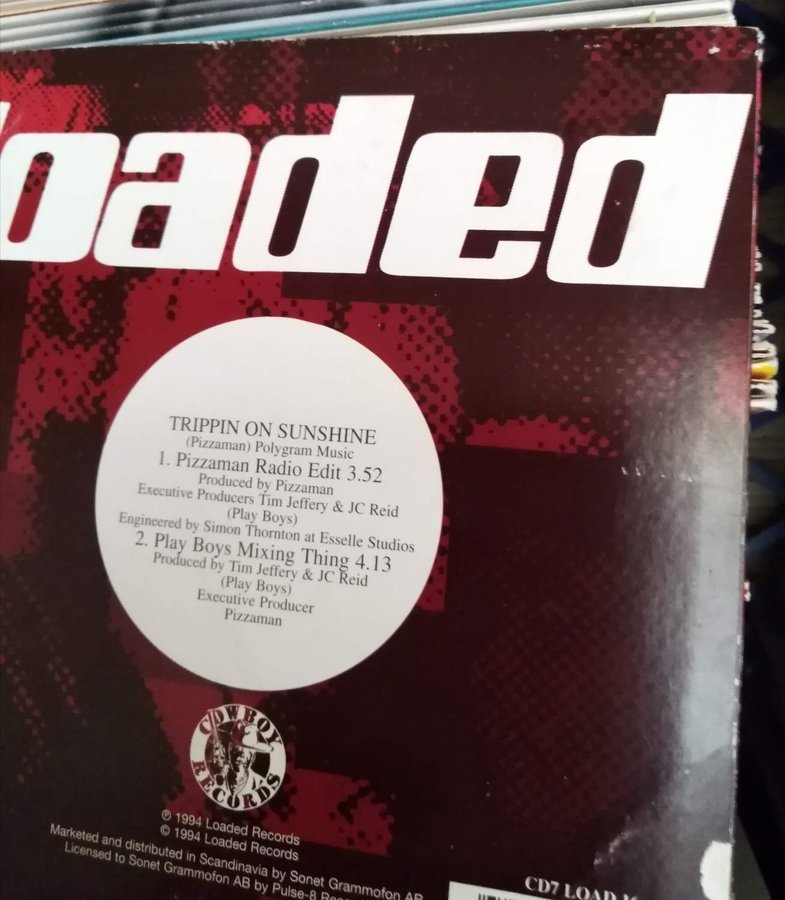 loaded
TRIPPIN ON SUNSHINE
(Pizzaman) Polygram Music
1. Pizzaman Radio Edit 3.52
Produced by Pizzaman
Executive Producers Tim Jeffery & JC Reid
(Play Boys)
Engineered by Simon Thornton at Esselle Studios
2. Play Boys Mixing Thing 4.13
Produced by Tim Jeffery & JC Reid
(Play Boys)
Executive Producer
Pizzaman
COWBOY
RECORDS
℗ 1994 Loaded Records
© 1994 Loaded Records
Marketed and distributed in Scandinavia by Sonet Grammofon AB
Licensed to Sonet Grammofon AB by Pulse-8
CD7 LOAD